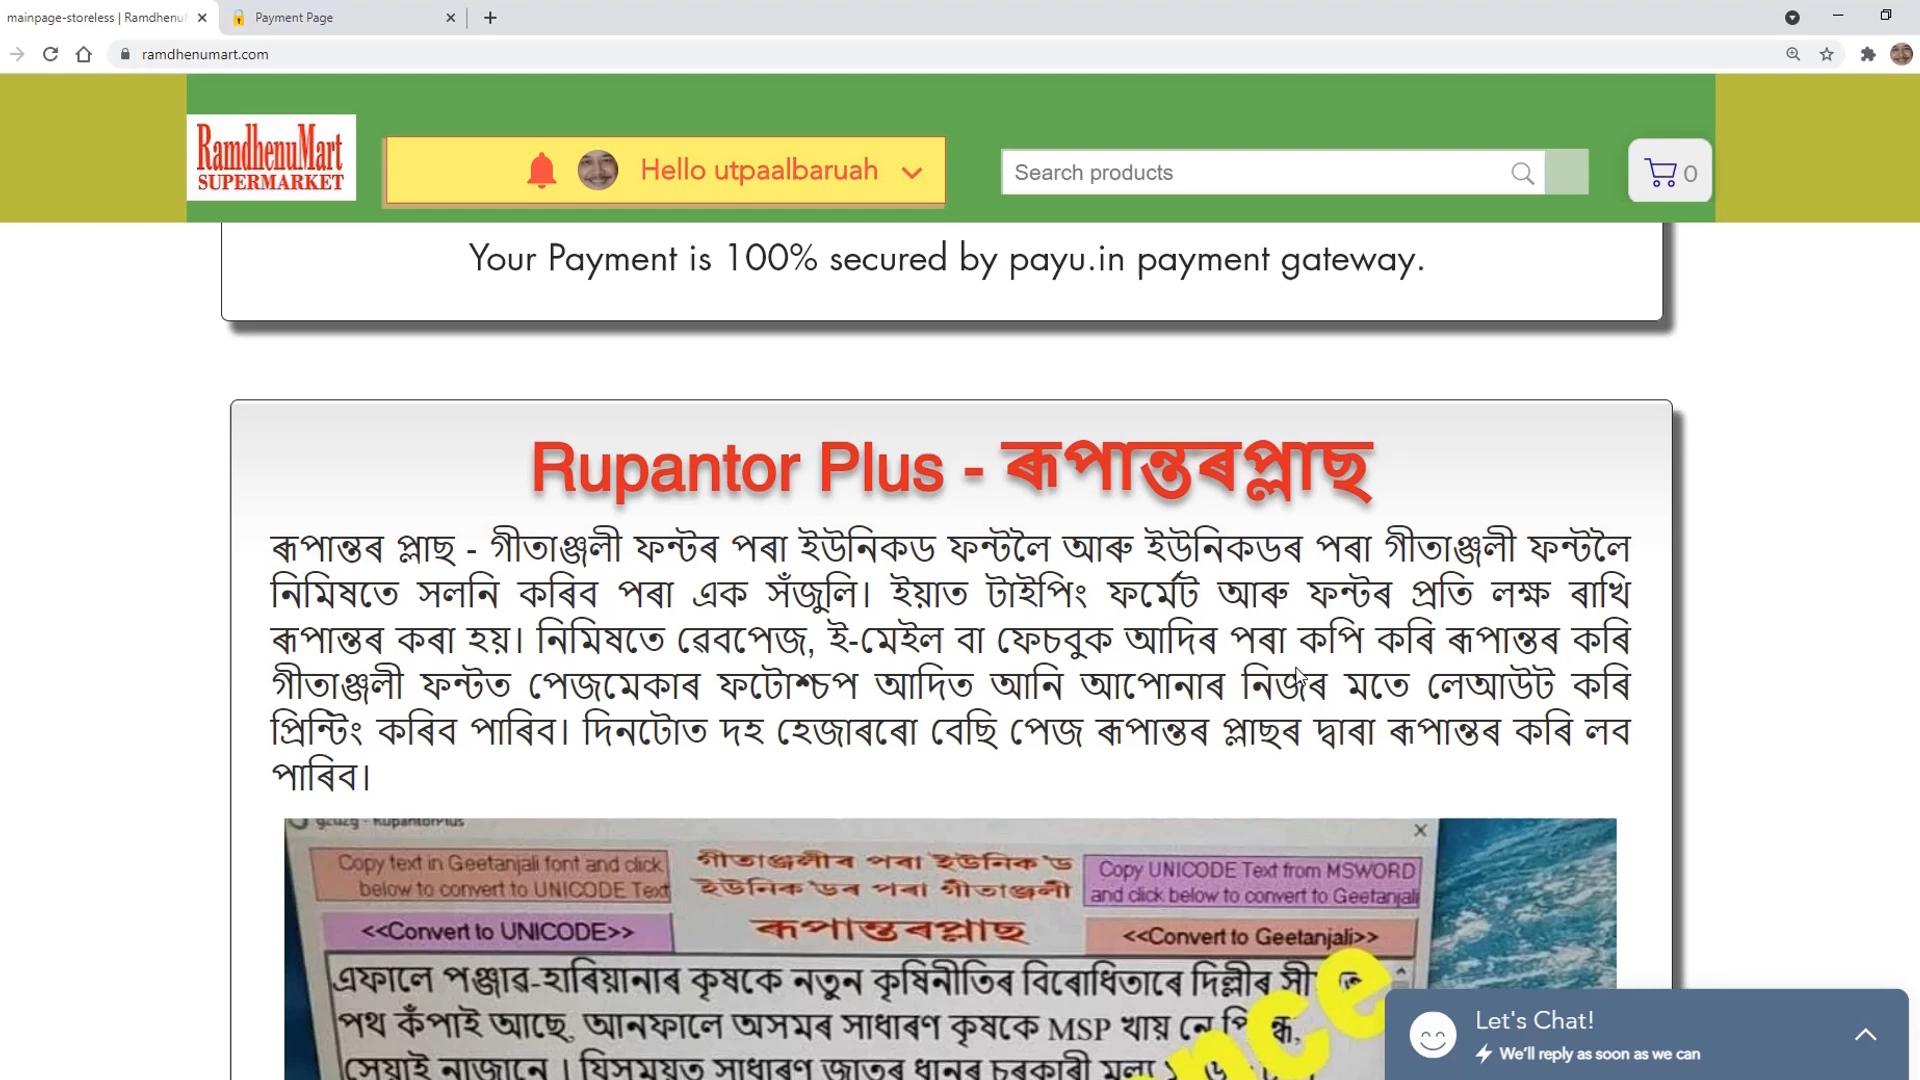 mainpage-storeless | Ramdhenu
Payment Page
ramdhenumart.com
RamdhenuMart
SUPERMARKET
Hello utpaalbaruah
Search products
0
Your Payment is 100% secured by payu.in payment gateway.
Rupantor Plus - ৰূপান্তৰপ্লাছ
ৰূপান্তৰ প্লাছ - গীতাঞ্জলী ফন্টৰ পৰা ইউনিকড ফন্টলৈ আৰু ইউনিকডৰ পৰা গীতাঞ্জলী ফন্টলৈ
নিমিষতে সলনি কৰিব পৰা এক সঁজুলি। ইয়াত টাইপিং ফৰ্মেট আৰু ফন্টৰ প্ৰতি লক্ষ ৰাখি
ৰূপান্তৰ কৰা হয়। নিমিষতে ৱেবপেজ, ই-মেইল বা ফেচবুক আদিৰ পৰা কপি কৰি ৰূপান্তৰ কৰি
গীতাঞ্জলী ফন্টত পেজমেকাৰ ফটোশ্চপ আদিত আনি আপোনাৰ নিজৰ মতে লেআউট কৰি
প্ৰিন্টিং কৰিব পাৰিব। দিনটোত দহ হেজাৰৰো বেছি পেজ ৰূপান্তৰ প্লাছৰ দ্বাৰা ৰূপান্তৰ কৰি লব
পাৰিব।
RupantorPlus
Copy text in Geetanjali font and click
below to convert to UNICODE Text
গীতাঞ্জলীৰ পৰা ইউনিক'ড
ইউনিক'ডৰ পৰা গীতাঞ্জলী
Copy UNICODE Text from MSWORD
and click below to convert to Geetanjali
<<Convert to UNICODE>>
ৰূপান্তৰপ্লাছ
<<Convert to Geetanjali>>
এফালে পঞ্জাৱ-হাৰিয়ানাৰ কৃষকে নতুন কৃষিনীতিৰ বিৰোধিতাৰে দিল্লীৰ
পথ কঁপাই আছে, আনফালে অসমৰ সাধাৰণ কৃষকে MSP খায় নে
সেয়াই নাজানে। যিসময়ত সাধাৰণ জাতৰ ধানৰ চৰকাৰী মূল্য
Let's Chat!
We'll reply as soon as we can